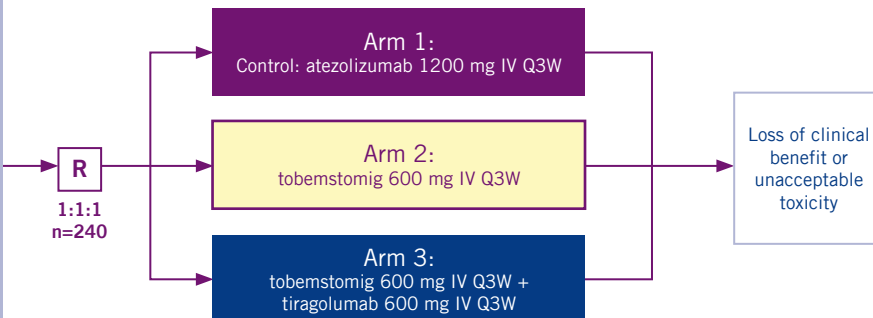 Arm 1:
Control: atezolizumab 1200 mg IV Q3W
R
1:1:1
n=240
Arm 2:
tobemstomig 600 mg IV Q3W
Arm 3:
tobemstomig 600 mg IV Q3W +
tiragolumab 600 mg IV Q3W
Loss of clinical
benefit or
unacceptable
toxicity